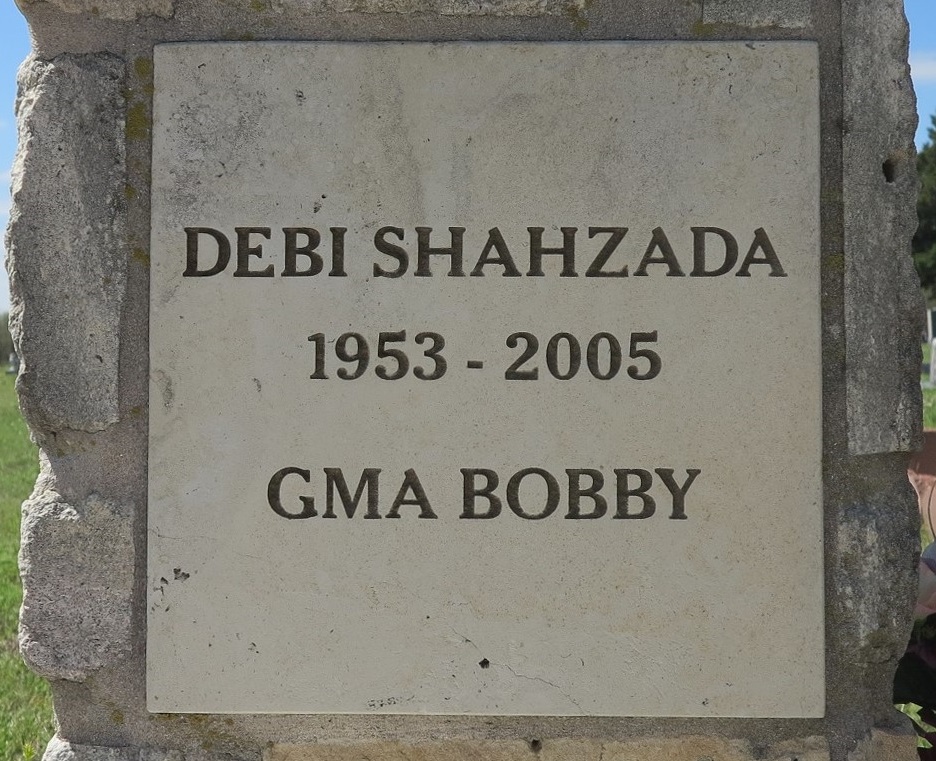 DEBI SHAHZADA
1953 - 2005
GMA BOBBY